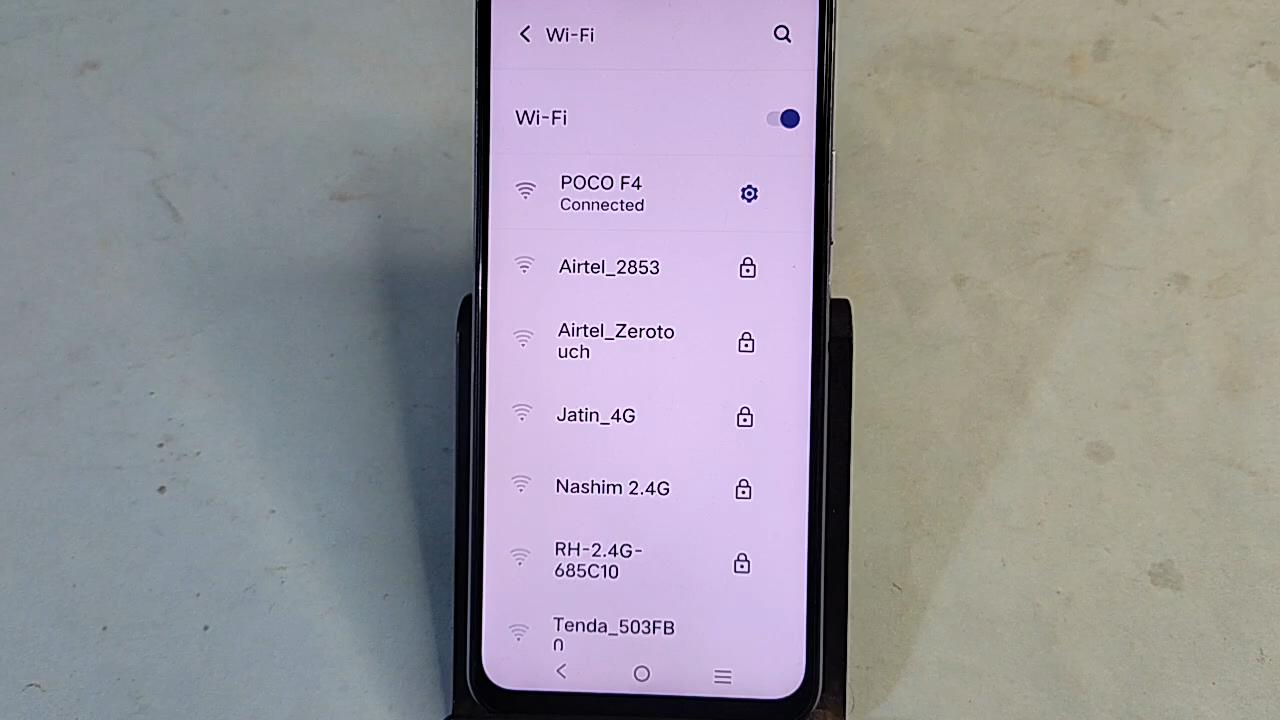 Wi-Fi
Wi-Fi
POCO F4
Connected
Airtel_2853
Airtel_Zeroto
uch
Jatin_4G
Nashim 2.4G
RH-2.4G-
685C10
Tenda_503FB
0